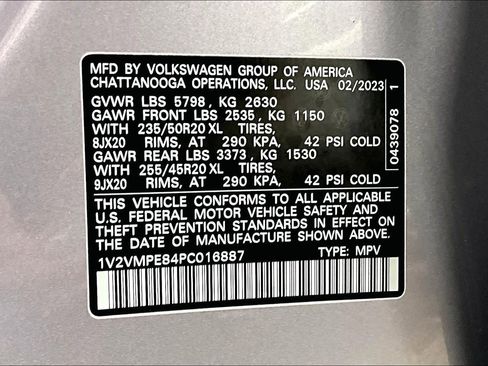 MFD BY VOLKSWAGEN GROUP OF AMERICA
CHATTANOOGA OPERATIONS, LLC. USA 02/2023
GVWR LBS 5798, KG 2630
GAWR FRONT LBS 2535, KG 1150
WITH 235/50R20 XL TIRES,
8JX20 RIMS, AT 290 KPA, 42 PSI COLD
GAWR REAR LBS 3373, KG 1530
WITH 255/45R20 XL TIRES,
9JX20 RIMS, AT 290 KPA, 42 PSI COLD
THIS VEHICLE CONFORMS TO ALL APPLICABLE
U.S. FEDERAL MOTOR VEHICLE SAFETY AND
THEFT PREVENTION STANDARDS IN EFFECT ON THE
DATE OF MANUFACTURE SHOWN ABOVE.
1V2VMPE84PC016887 TYPE: MPV
0439078 1